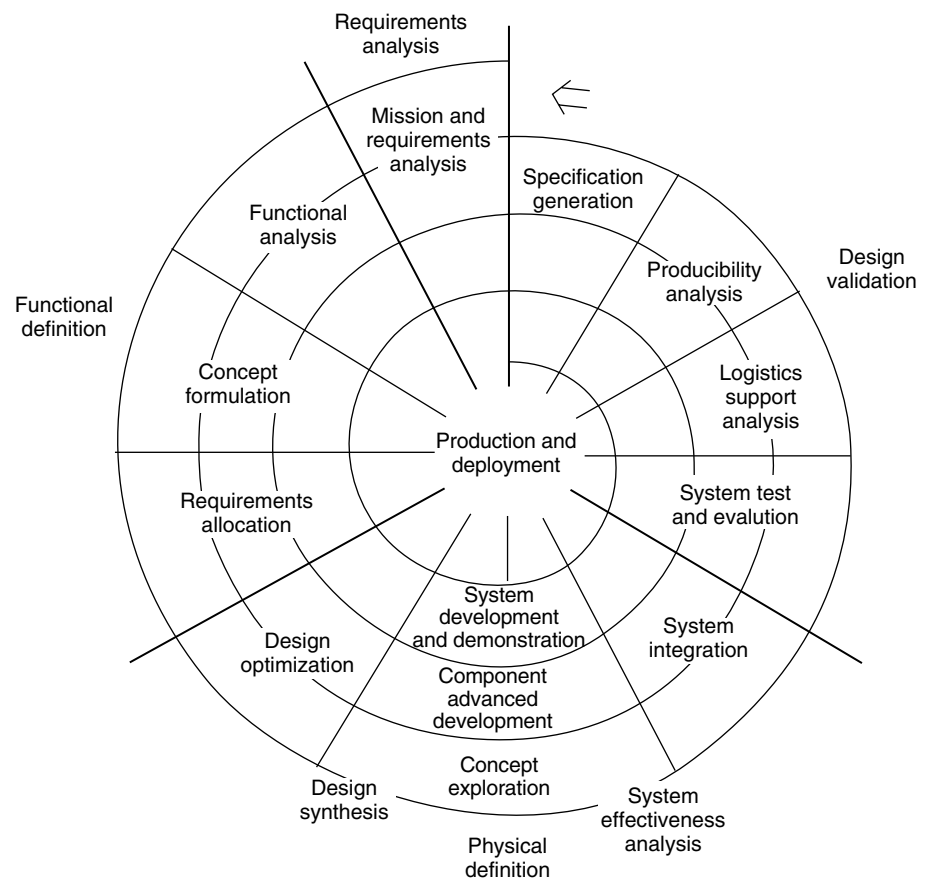 Requirements
analysis
Mission and
requirements
analysis
Specification
generation
Functional
analysis
Producibility
analysis
Design
validation
Functional
definition
Concept
formulation
Logistics
support
analysis
Production and
deployment
Requirements
allocation
System test
and evalution
System
development
and demonstration
Design
optimization
System
integration
Component
advanced
development
Concept
exploration
Design
synthesis
System
effectiveness
analysis
Physical
definition